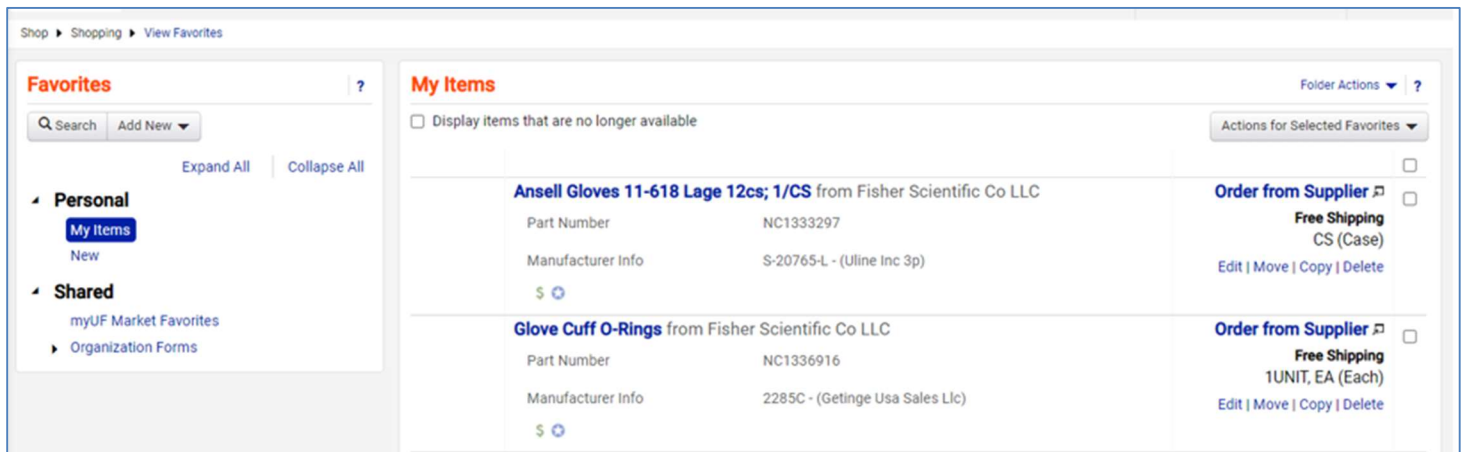 Shop ▸ Shopping ▸ View Favorites
Favorites ?
Search Add New
Expand All Collapse All
Personal
My Items
New
Shared
myUF Market Favorites
Organization Forms
My Items Folder Actions ?
Display items that are no longer available
Actions for Selected Favorites
Ansell Gloves 11-618 Lage 12cs; 1/CS from Fisher Scientific Co LLC Order from Supplier
Free Shipping
Part Number NC1333297
CS (Case)
Manufacturer Info S-20765-L - (Uline Inc 3p)
Edit | Move | Copy | Delete
$
Glove Cuff O-Rings from Fisher Scientific Co LLC Order from Supplier
Free Shipping
Part Number NC1336916
1UNIT, EA (Each)
Manufacturer Info 2285C - (Getinge Usa Sales Llc)
Edit | Move | Copy | Delete
$